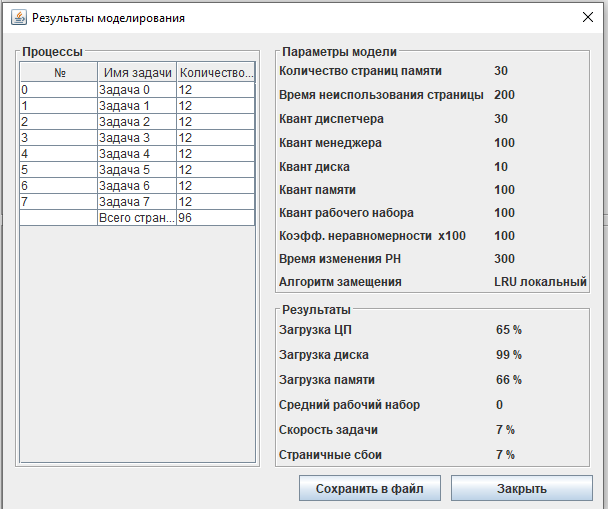 Результаты моделирования
Процессы
№ Имя задачи Количество...
0 Задача 0 12
1 Задача 1 12
2 Задача 2 12
3 Задача 3 12
4 Задача 4 12
5 Задача 5 12
6 Задача 6 12
7 Задача 7 12
Всего стран... 96
Параметры модели
Количество страниц памяти 30
Время неиспользования страницы 200
Квант диспетчера 30
Квант менеджера 100
Квант диска 10
Квант памяти 100
Квант рабочего набора 100
Коэфф. неравномерности x100 100
Время изменения РН 300
Алгоритм замещения LRU локальный
Результаты
Загрузка ЦП 65 %
Загрузка диска 99 %
Загрузка памяти 66 %
Средний рабочий набор 0
Скорость задачи 7 %
Страничные сбои 7 %
Сохранить в файл Закрыть